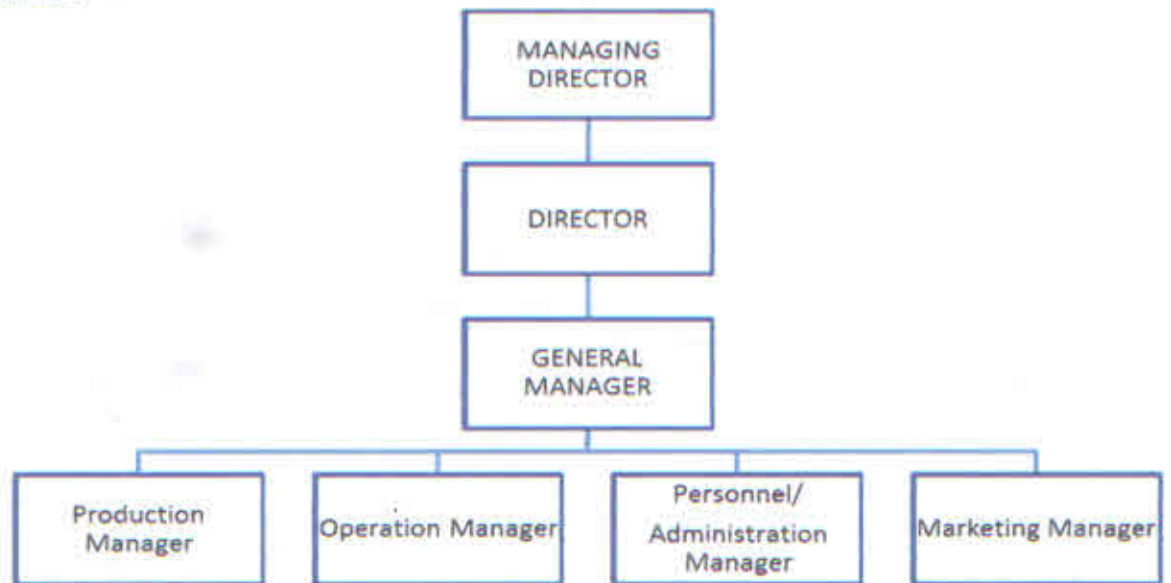 MANAGING
DIRECTOR
DIRECTOR
GENERAL
MANAGER
Production
Manager
Operation Manager
Personnel/
Administration
Manager
Marketing Manager